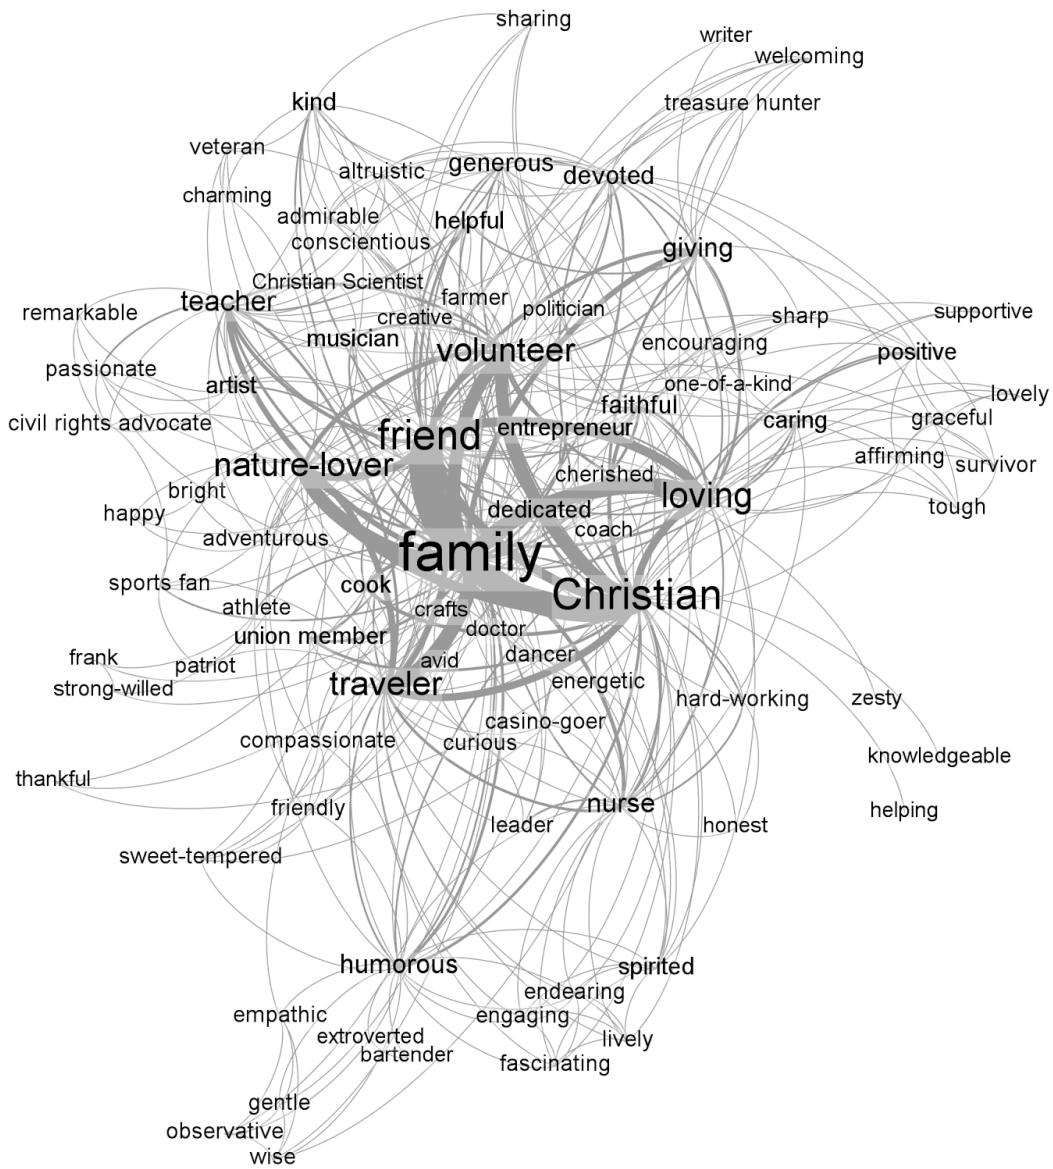 sharing
writer
welcoming
kind
treasure hunter
veteran
generous
altruistic
devoted
charming
admirable
helpful
conscientious
giving
Christian Scientist
teacher
farmer
remarkable
creative
politician
sharp
supportive
musician
encouraging
volunteer
positive
passionate
artist
one-of-a-kind
lovely
faithful
civil rights advocate
friend
entrepreneur
caring
graceful
nature-lover
affirming
survivor
cherished
bright
loving
happy
dedicated
tough
coach
adventurous
family
sports fan
cook
Christian
athlete
crafts
union member
doctor
frank
patriot
avid
dancer
strong-willed
traveler
energetic
hard-working
zesty
casino-goer
compassionate
curious
knowledgeable
thankful
friendly
nurse
helping
leader
honest
sweet-tempered
humorous
spirited
endearing
empathic
engaging
extroverted
lively
bartender
fascinating
gentle
observative
wise